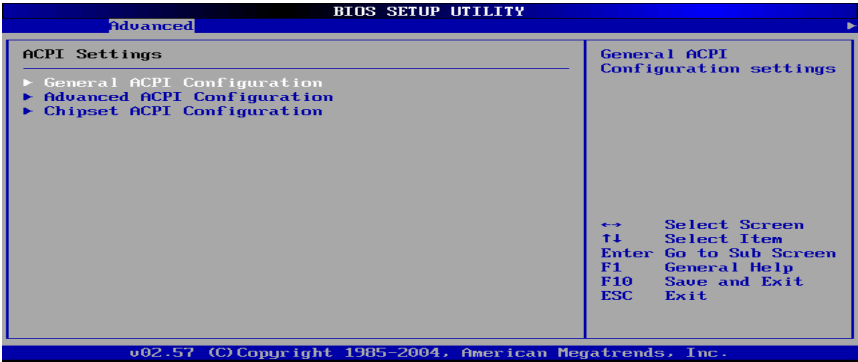 BIOS SETUP UTILITY
Advanced
ACPI Settings
General ACPI Configuration
Advanced ACPI Configuration
Chipset ACPI Configuration
General ACPI
Configuration settings
↔ Select Screen
↑↓ Select Item
Enter Go to Sub Screen
F1 General Help
F10 Save and Exit
ESC Exit
v02.57 (C)Copyright 1985-2004, American Megatrends, Inc.